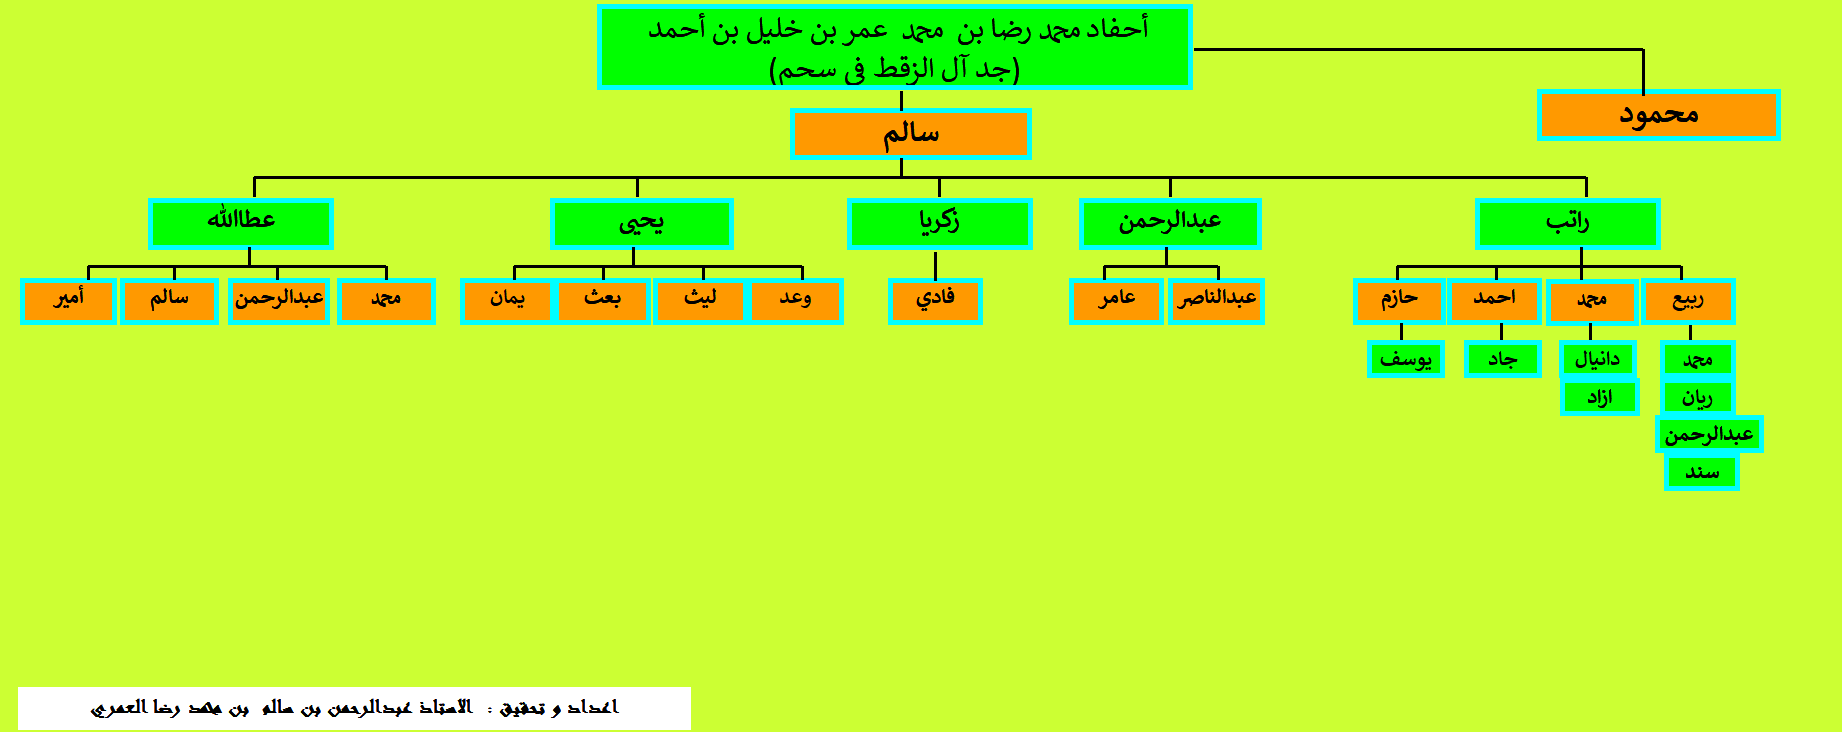 أحفاد محمد رضا بن محمد عمر بن خليل بن أحمد
(جد آل الزقط في سحم)
محمود
سالم
راتب
عبدالرحمن
زكريا
يحيى
عطاالله
ربيع
محمد
احمد
حازم
عبدالناصر
عامر
فادي
وعد
ليث
بعث
يمان
محمد
عبدالرحمن
سالم
أمير
محمد
دانيال
جاد
يوسف
ريان
ازاد
عبدالرحمن
سند
اعداد و تحقيق : الاستاذ عبدالرحمن بن سالم بن محمد رضا العمري